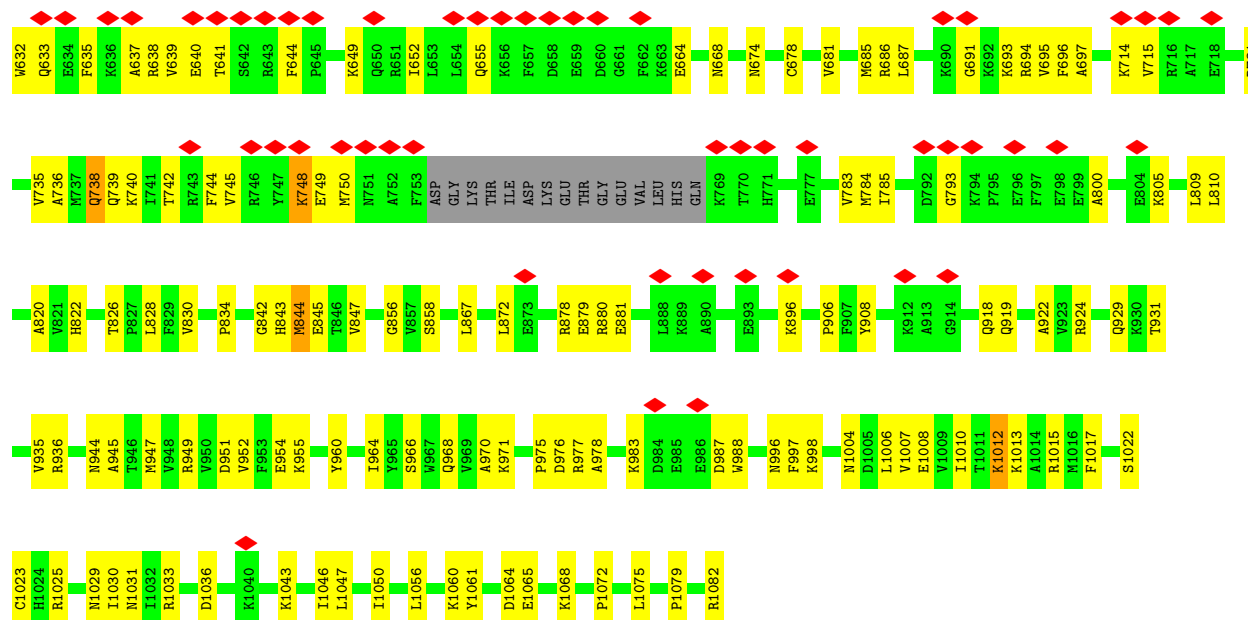 W632 Q633 E634 F635 K636 A637 R638 V639 E640 T641 S642 R643 F644 P645 K649 Q650 R651 I652 L653 L654 Q655 K656 F657 D658 E659 D660 G661 F662 K663 E664 N668 N674 C678 V681 M685 R686 L687 K690 G691 K692 K693 R694 V695 F696 A697 K714 V715 R716 A717 E718
V735 A736 M737 Q738 Q739 K740 I741 T742 R743 F744 V745 R746 Y747 K748 E749 M750 N751 A752 F753 ASP GLY LYS THR ILE ASP LYS GLU THR GLY GLU VAL LEU HIS GLN K769 T770 H771 E777 V783 M784 I785 D792 G793 K794 P795 E796 F797 E798 E799 A800 E804 K805 L809 L810
A820 V821 H822 T826 P827 L828 F829 V830 P834 G842 H843 M844 E845 T846 V847 G856 V857 S858 L867 L872 E873 R878 E879 R880 E881 L888 K889 A890 E893 K896 P906 F907 Y908 K912 A913 G914 Q918 Q919 A922 V923 R924 Q929 K930 T931
V935 R936 N944 A945 T946 M947 V948 R949 V950 D951 V952 F953 E954 K955 Y960 I964 Y965 S966 W967 Q968 V969 A970 K971 P975 D976 R977 A978 K983 D984 E985 E986 D987 W988 N996 F997 K998 N1004 D1005 L1006 V1007 E1008 V1009 I1010 T1011 K1012 K1013 A1014 R1015 M1016 F1017 S1022
C1023 H1024 R1025 N1029 I1030 N1031 I1032 R1033 D1036 K1040 K1043 I1046 L1047 I1050 L1056 K1060 Y1061 D1064 E1065 K1068 P1072 L1075 P1079 R1082